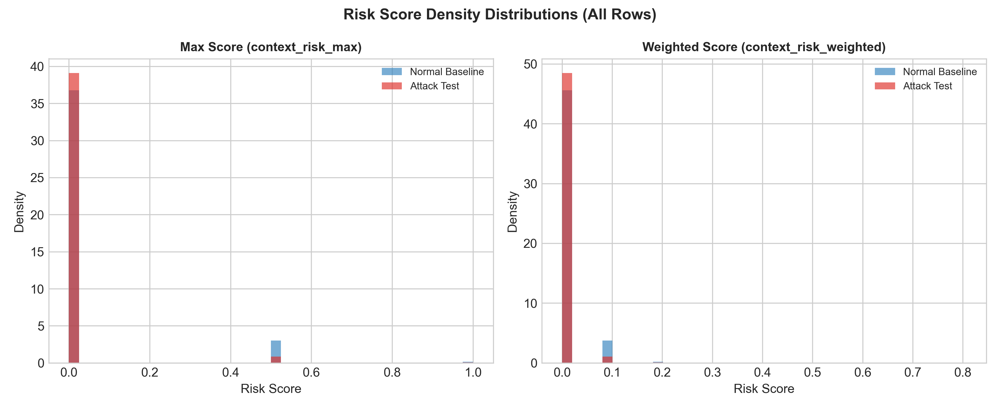 Risk Score Density Distributions (All Rows)
Max Score (context_risk_max)
40
35
30
25
20
15
10
5
0
Density
Normal Baseline
Attack Test
0.0 0.2 0.4 0.6 0.8 1.0
Risk Score
Weighted Score (context_risk_weighted)
50
40
30
20
10
0
Density
Normal Baseline
Attack Test
0.0 0.1 0.2 0.3 0.4 0.5 0.6 0.7 0.8
Risk Score